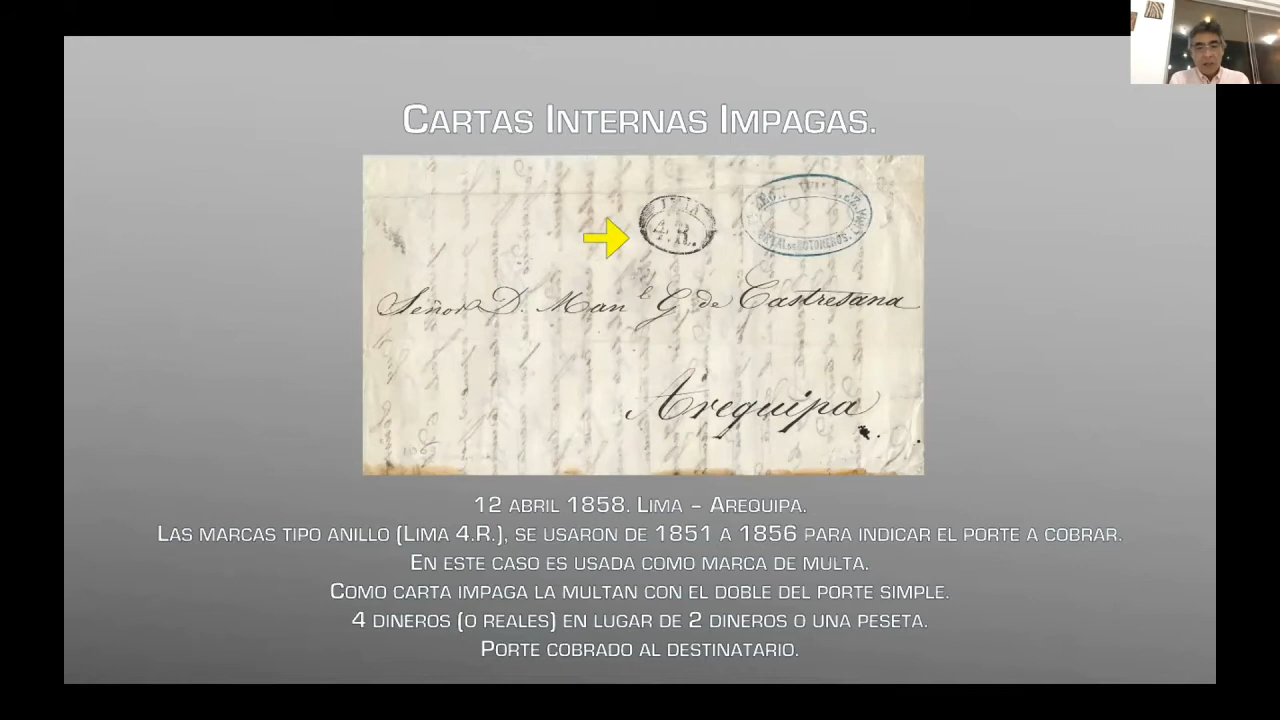 CARTAS INTERNAS IMPAGAS.
LIMA
4.R.
PORTAL DE BOTONEROS.
Señor D. Man.l G. de Castresana
Arequipa
12 ABRIL 1858. LIMA – AREQUIPA.
LAS MARCAS TIPO ANILLO (LIMA 4.R.), SE USARON DE 1851 A 1856 PARA INDICAR EL PORTE A COBRAR.
EN ESTE CASO ES USADA COMO MARCA DE MULTA.
COMO CARTA IMPAGA LA MULTAN CON EL DOBLE DEL PORTE SIMPLE.
4 DINEROS (O REALES) EN LUGAR DE 2 DINEROS O UNA PESETA.
PORTE COBRADO AL DESTINATARIO.